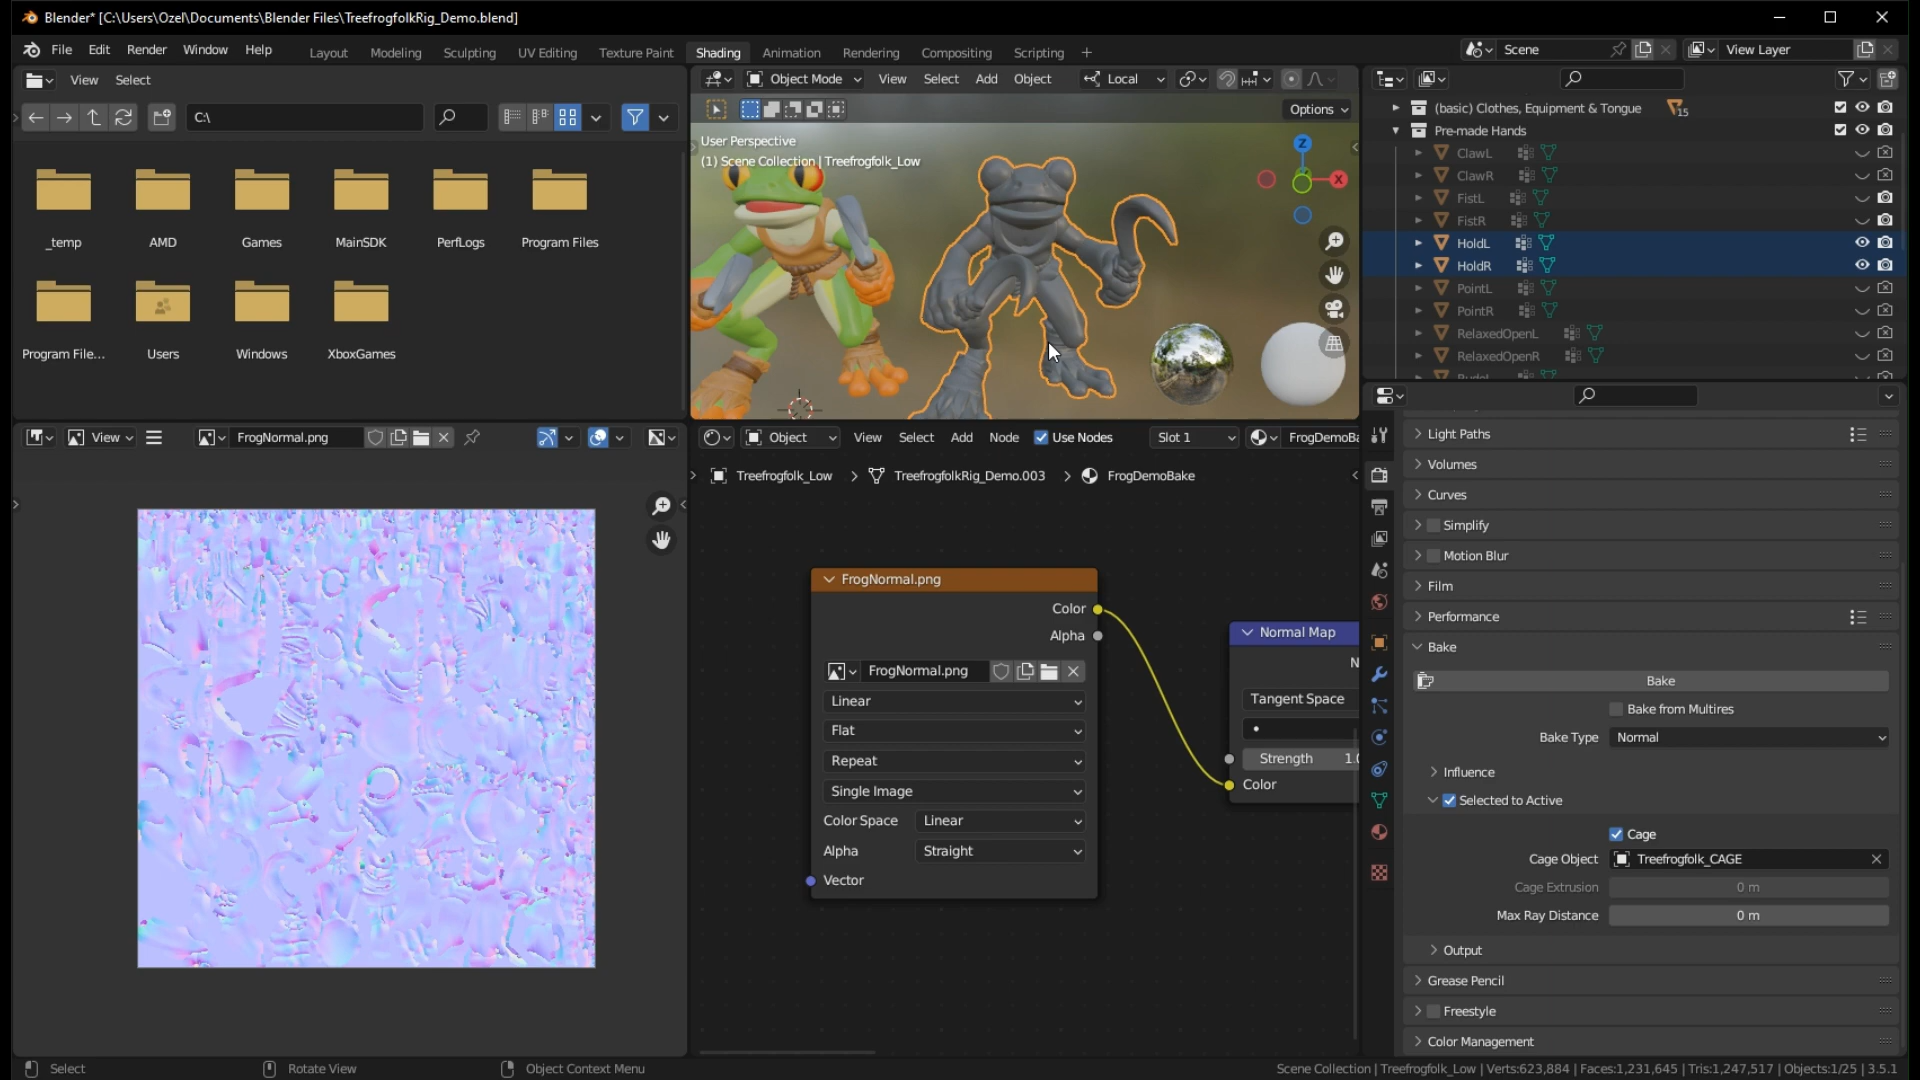 Blender* [C:\Users\Ozel\Documents\Blender Files\TreefrogfolkRig_Demo.blend]
File Edit Render Window Help
Layout Modeling Sculpting UV Editing Texture Paint Shading Animation Rendering Compositing Scripting +
Scene
View Layer
View Select
C:\
_temp AMD Games MainSDK PerfLogs Program Files
Program File... Users Windows XboxGames
Object Mode View Select Add Object Local
Options
User Perspective
(1) Scene Collection | Treefrogfolk_Low
Z
X
(basic) Clothes, Equipment & Tongue 15
Pre-made Hands
ClawL
ClawR
FistL
FistR
HoldL
HoldR
PointL
PointR
RelaxedOpenL
RelaxedOpenR
View FrogNormal.png
Object View Select Add Node Use Nodes Slot 1 FrogDemoBa
Treefrogfolk_Low > TreefrogfolkRig_Demo.003 > FrogDemoBake
FrogNormal.png
Color
Alpha
FrogNormal.png
Linear
Flat
Repeat
Single Image
Color Space Linear
Alpha Straight
Vector
Normal Map
N
Tangent Space
Strength 1.0
Color
Light Paths
Volumes
Curves
Simplify
Motion Blur
Film
Performance
Bake
Bake
Bake from Multires
Bake Type Normal
Influence
Selected to Active
Cage
Cage Object Treefrogfolk_CAGE
Cage Extrusion 0 m
Max Ray Distance 0 m
Output
Grease Pencil
Freestyle
Color Management
Select Rotate View Object Context Menu
Scene Collection | Treefrogfolk_Low | Verts:623,884 | Faces:1,231,645 | Tris:1,247,517 | Objects:1/25 | 3.5.1